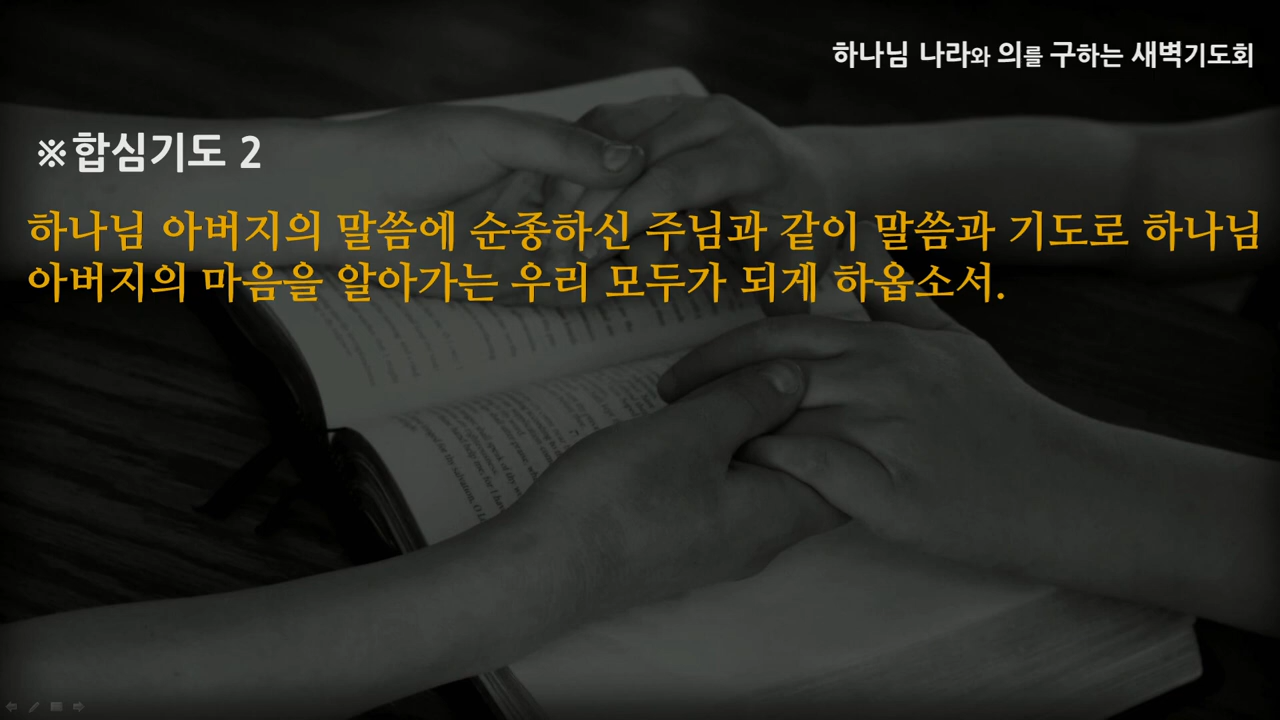 하나님 나라와 의를 구하는 새벽기도회
※합심기도 2
하나님 아버지의 말씀에 순종하신 주님과 같이 말씀과 기도로 하나님
아버지의 마음을 알아가는 우리 모두가 되게 하옵소서.